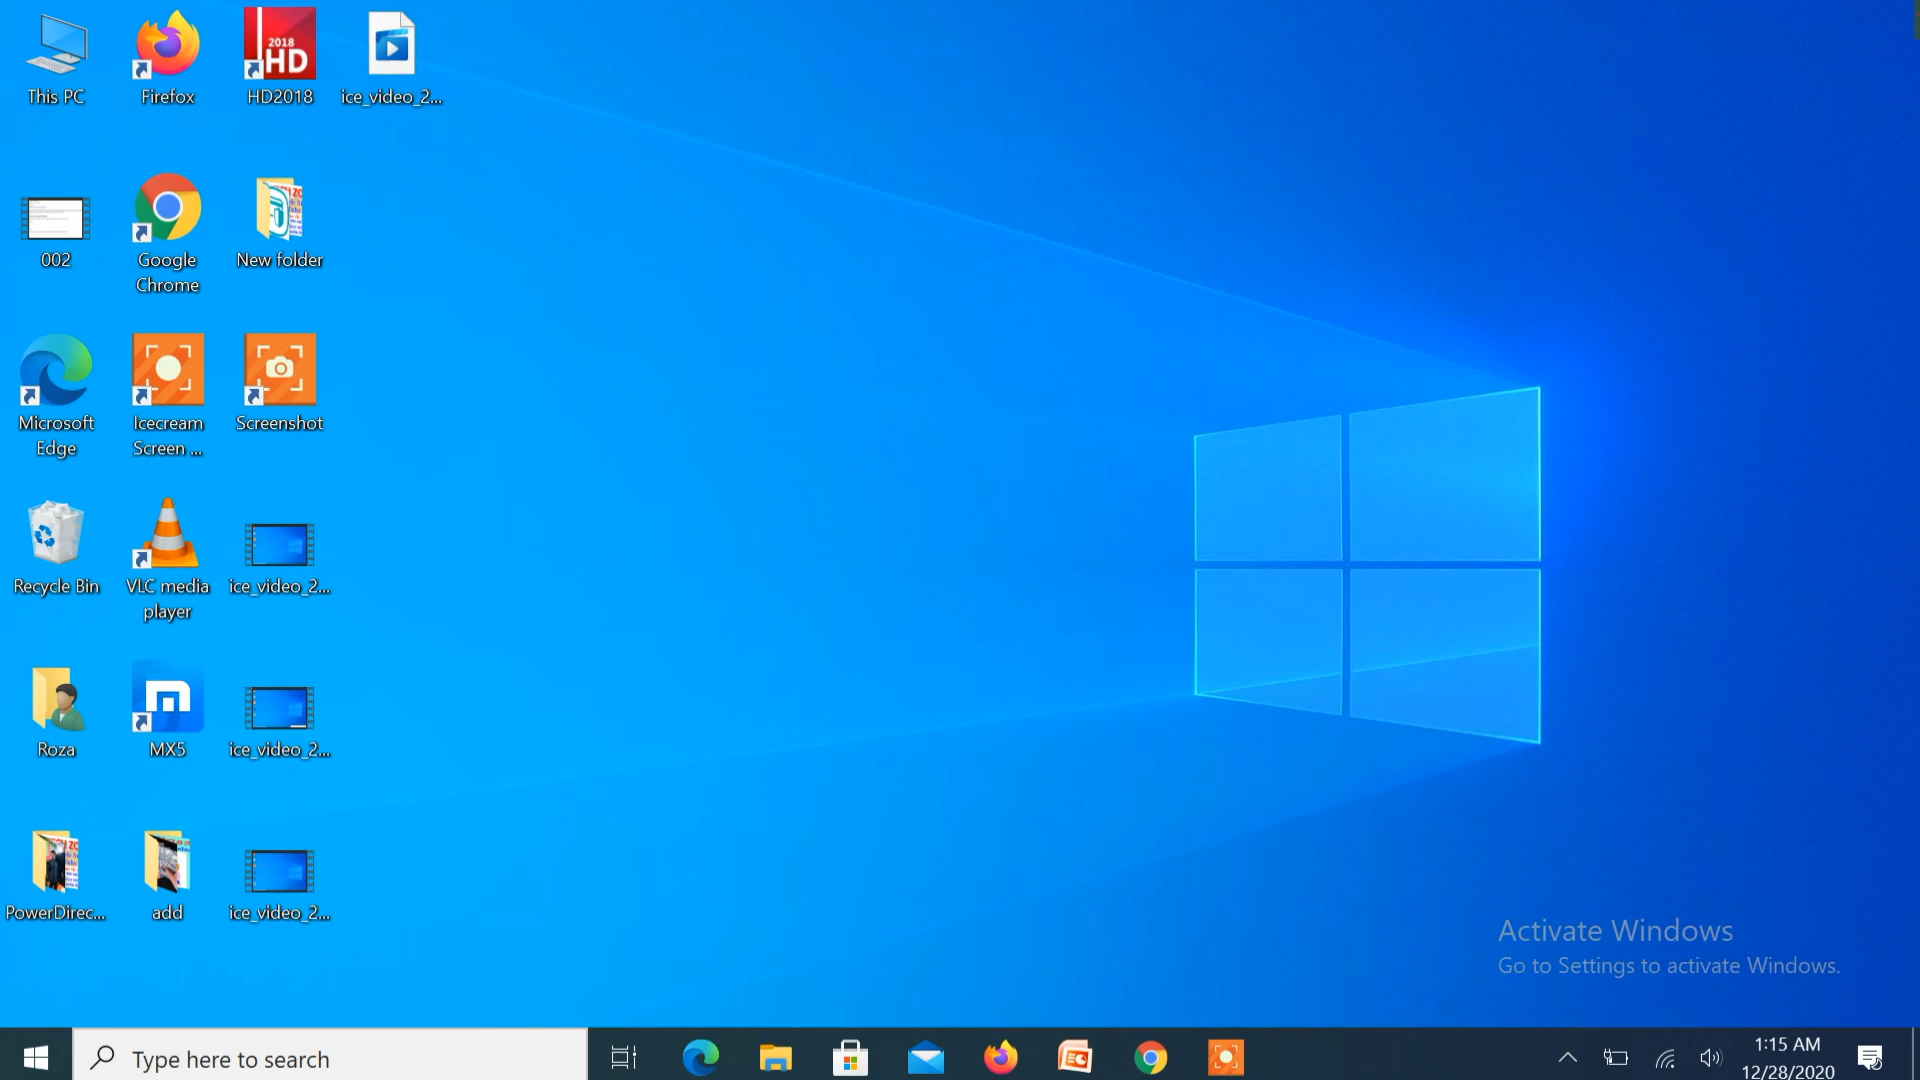 This PC
Firefox
2018
HD
HD2018
ice_video_2...
002
Google
Chrome
New folder
Microsoft
Edge
Icecream
Screen ...
Screenshot
Recycle Bin
VLC media
player
ice_video_2...
Roza
MX5
ice_video_2...
PowerDirec...
add
ice_video_2...
Activate Windows
Go to Settings to activate Windows.
Type here to search
1:15 AM
12/28/2020